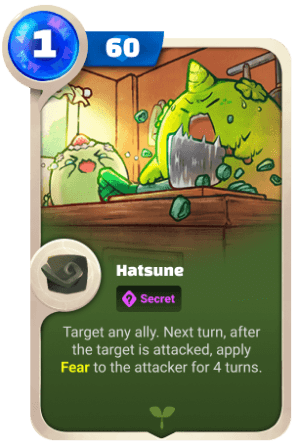 1
60
Hatsune
Secret
Target any ally. Next turn, after
the target is attacked, apply
Fear to the attacker for 4 turns.